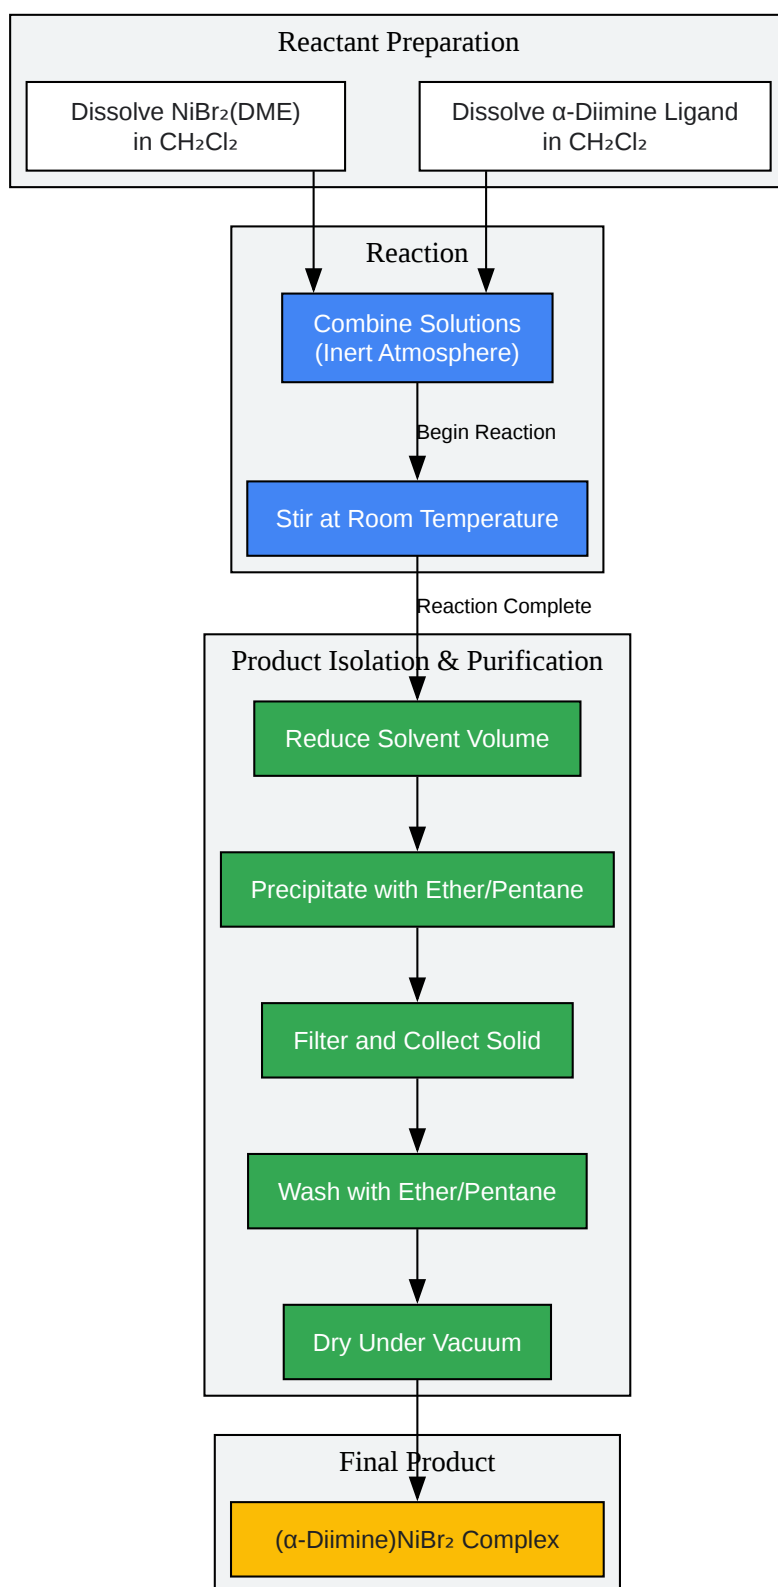 Reactant Preparation
Dissolve NiBr₂(DME)
in CH₂Cl₂
Dissolve α-Diimine Ligand
in CH₂Cl₂
Reaction
Combine Solutions
(Inert Atmosphere)
Begin Reaction
Stir at Room Temperature
Reaction Complete
Product Isolation & Purification
Reduce Solvent Volume
Precipitate with Ether/Pentane
Filter and Collect Solid
Wash with Ether/Pentane
Dry Under Vacuum
Final Product
(α-Diimine)NiBr₂ Complex